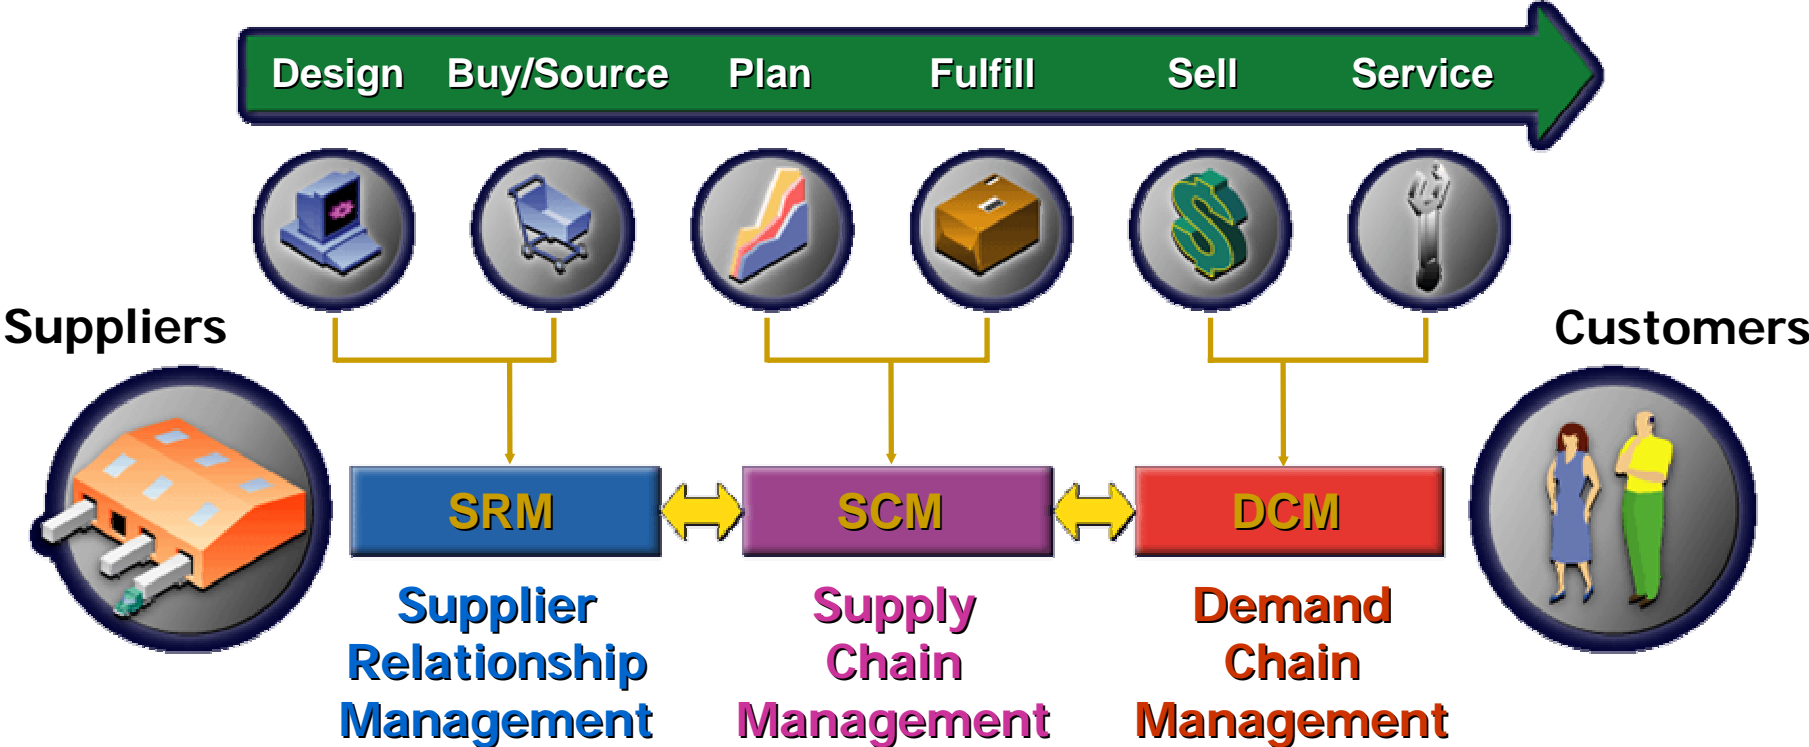 Design Buy/Source Plan Fulfill Sell Service
Suppliers
Customers
SRM
SCM
DCM
Supplier
Relationship
Management
Supply
Chain
Management
Demand
Chain
Management